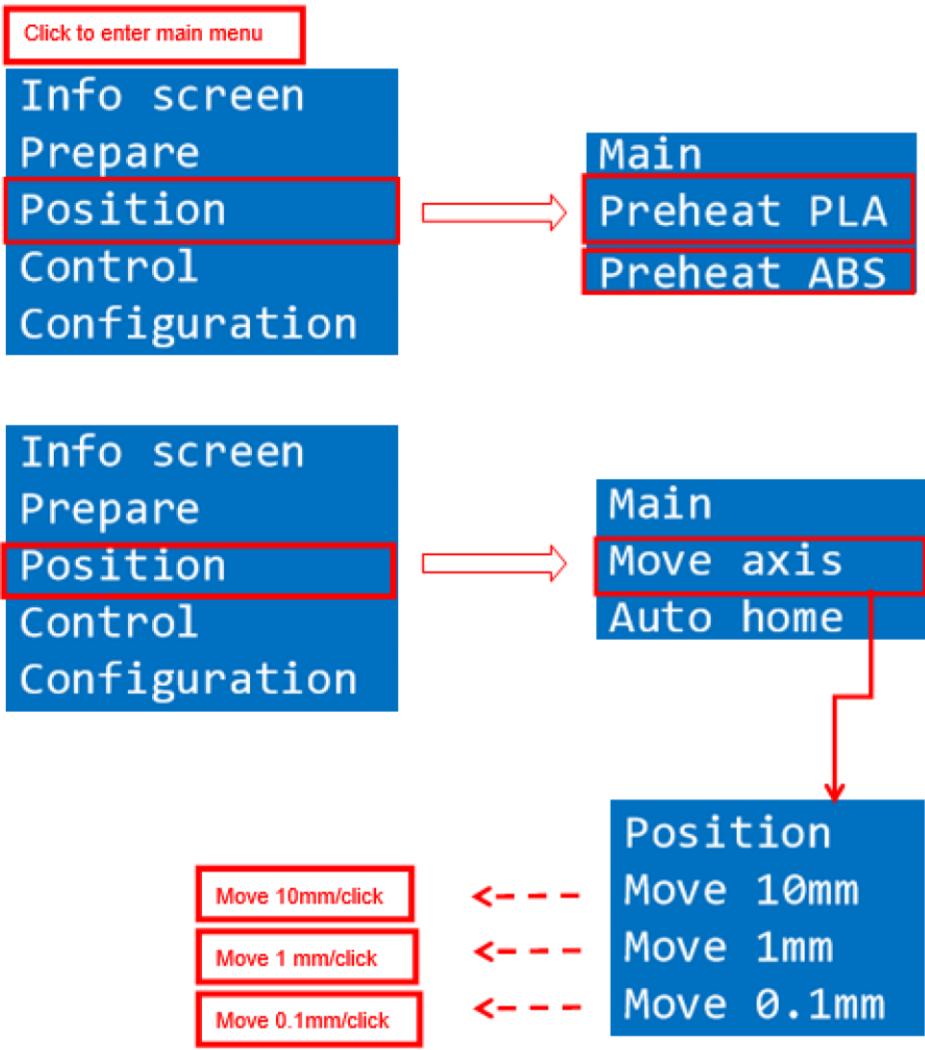 Click to enter main menu
Info screen
Prepare
Position
Control
Configuration
Main
Preheat PLA
Preheat ABS
Info screen
Prepare
Position
Control
Configuration
Main
Move axis
Auto home
Position
Move 10mm
Move 1mm
Move 0.1mm
Move 10mm/click
Move 1 mm/click
Move 0.1mm/click